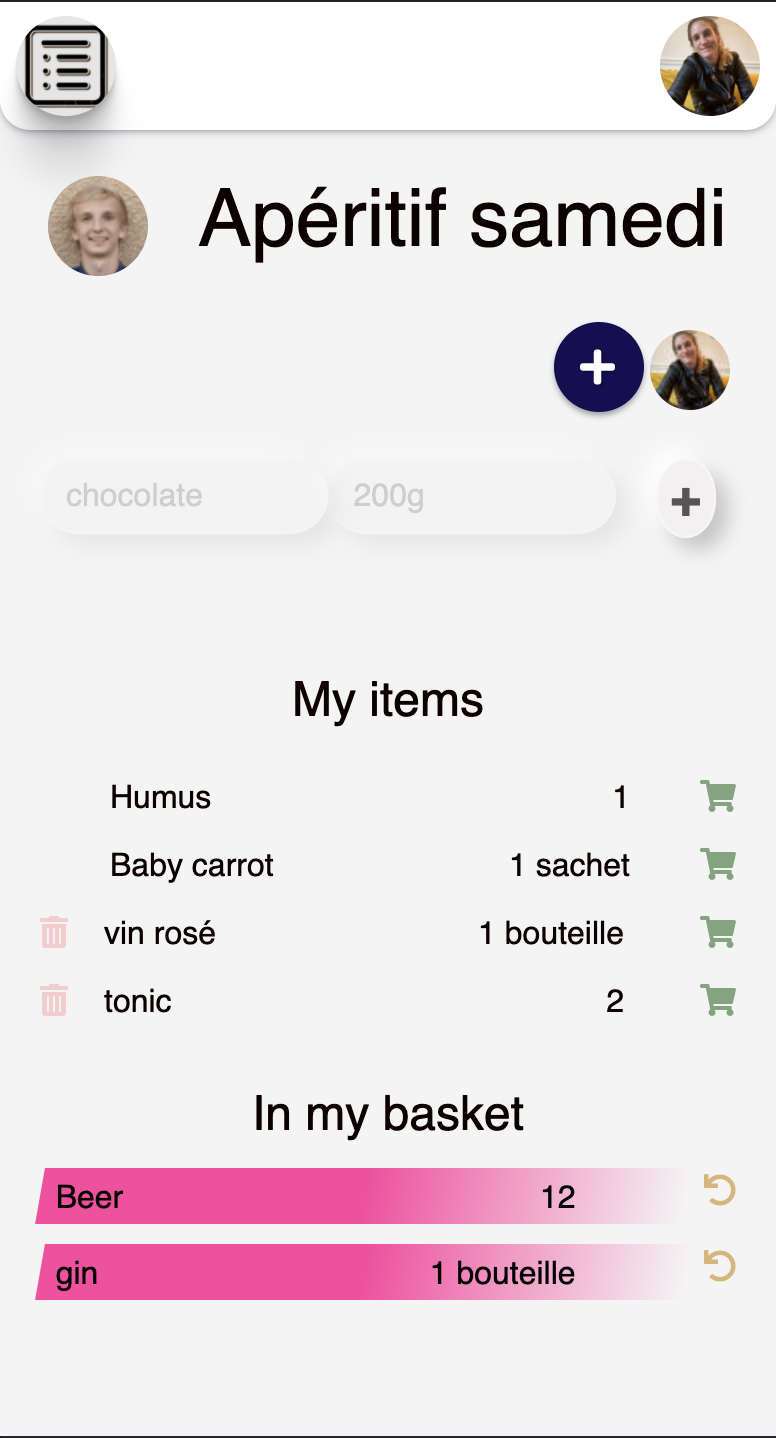 Apéritif samedi
chocolate 200g
My items
Humus 1
Baby carrot 1 sachet
vin rosé 1 bouteille
tonic 2
In my basket
Beer 12
gin 1 bouteille